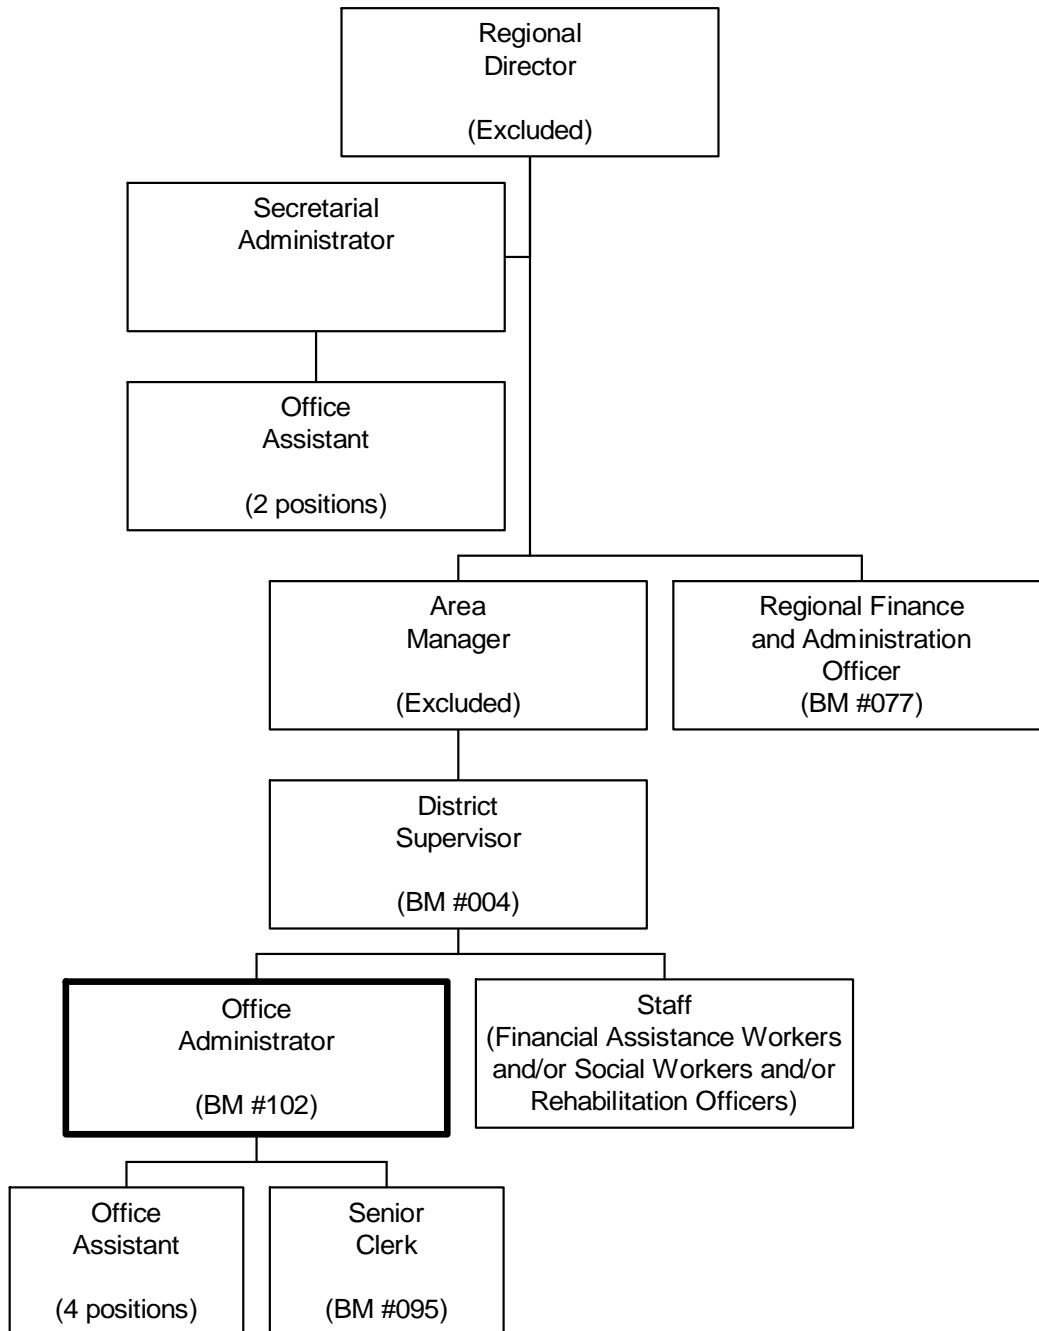 Regional
Director
(Excluded)
Secretarial
Administrator
Office
Assistant
(2 positions)
Area
Manager
(Excluded)
Regional Finance
and Administration
Officer
(BM #077)
District
Supervisor
(BM #004)
Office
Administrator
(BM #102)
Staff
(Financial Assistance Workers
and/or Social Workers and/or
Rehabilitation Officers)
Office
Assistant
(4 positions)
Senior
Clerk
(BM #095)